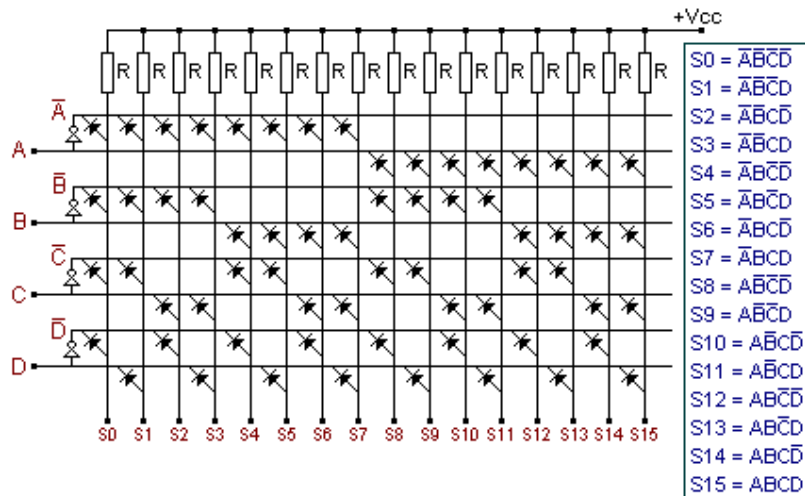 +Vcc
R R R R R R R R R R R R R R R R
A̅
A
B̅
B
C̅
C
D̅
D
S0 S1 S2 S3 S4 S5 S6 S7 S8 S9 S10 S11 S12 S13 S14 S15
S0 = A̅B̅C̅D̅
S1 = A̅B̅C̅D
S2 = A̅B̅CD̅
S3 = A̅B̅CD
S4 = A̅BC̅D̅
S5 = A̅BC̅D
S6 = A̅BCD̅
S7 = A̅BCD
S8 = AB̅C̅D̅
S9 = AB̅C̅D
S10 = AB̅CD̅
S11 = AB̅CD
S12 = ABC̅D̅
S13 = ABC̅D
S14 = ABCD̅
S15 = ABCD